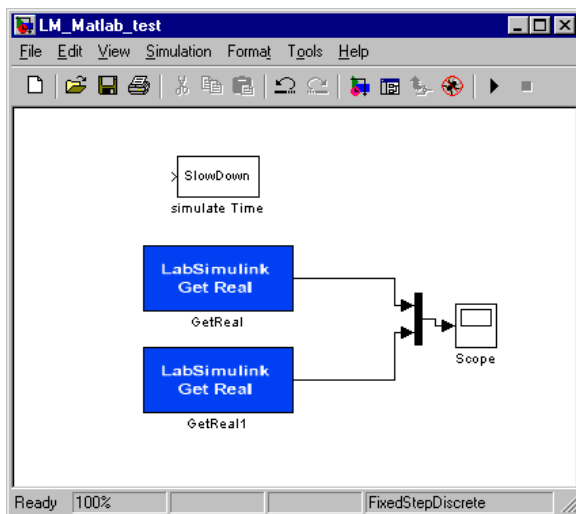 LM_Matlab_test
File Edit View Simulation Format Tools Help
SlowDown
simulate Time
LabSimulink
Get Real
GetReal
LabSimulink
Get Real
GetReal1
Scope
Ready 100% FixedStepDiscrete